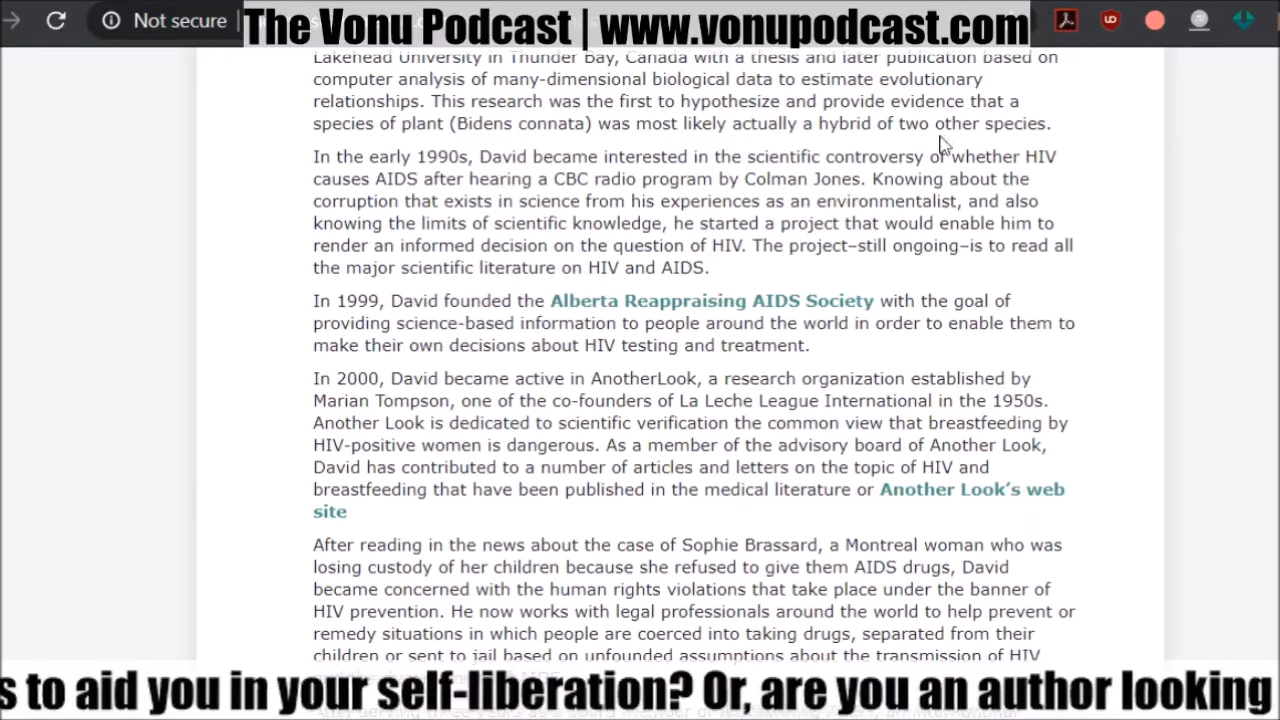 Not secure
The Vonu Podcast | www.vonupodcast.com
Lakehead University in Thunder Bay, Canada with a thesis and later publication based on
computer analysis of many-dimensional biological data to estimate evolutionary
relationships. This research was the first to hypothesize and provide evidence that a
species of plant (Bidens connata) was most likely actually a hybrid of two other species.
In the early 1990s, David became interested in the scientific controversy of whether HIV
causes AIDS after hearing a CBC radio program by Colman Jones. Knowing about the
corruption that exists in science from his experiences as an environmentalist, and also
knowing the limits of scientific knowledge, he started a project that would enable him to
render an informed decision on the question of HIV. The project–still ongoing–is to read all
the major scientific literature on HIV and AIDS.
In 1999, David founded the Alberta Reappraising AIDS Society with the goal of
providing science-based information to people around the world in order to enable them to
make their own decisions about HIV testing and treatment.
In 2000, David became active in AnotherLook, a research organization established by
Marian Tompson, one of the co-founders of La Leche League International in the 1950s.
Another Look is dedicated to scientific verification the common view that breastfeeding by
HIV-positive women is dangerous. As a member of the advisory board of Another Look,
David has contributed to a number of articles and letters on the topic of HIV and
breastfeeding that have been published in the medical literature or Another Look's web
site
After reading in the news about the case of Sophie Brassard, a Montreal woman who was
losing custody of her children because she refused to give them AIDS drugs, David
became concerned with the human rights violations that take place under the banner of
HIV prevention. He now works with legal professionals around the world to help prevent or
remedy situations in which people are coerced into taking drugs, separated from their
children or sent to jail based on unfounded assumptions about the transmission of HIV
s to aid you in your self-liberation? Or, are you an author looking